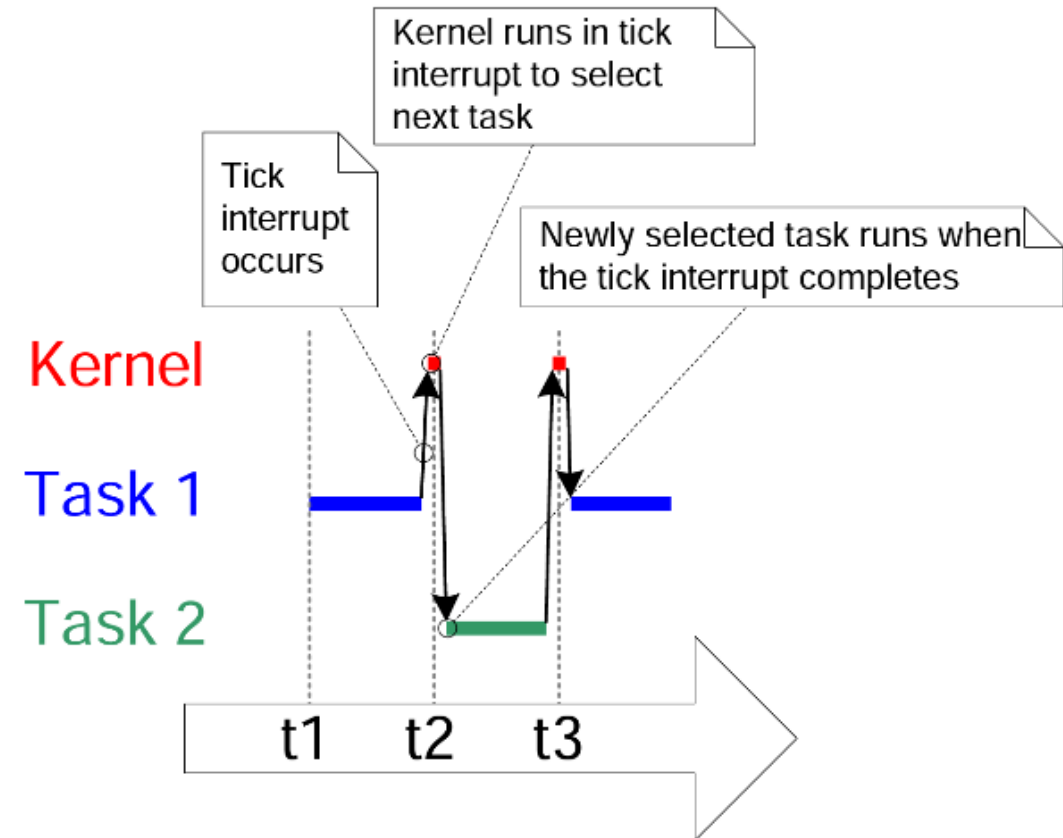 Kernel runs in tick
interrupt to select
next task
Tick
interrupt
occurs
Newly selected task runs when
the tick interrupt completes
Kernel
Task 1
Task 2
t1 t2 t3